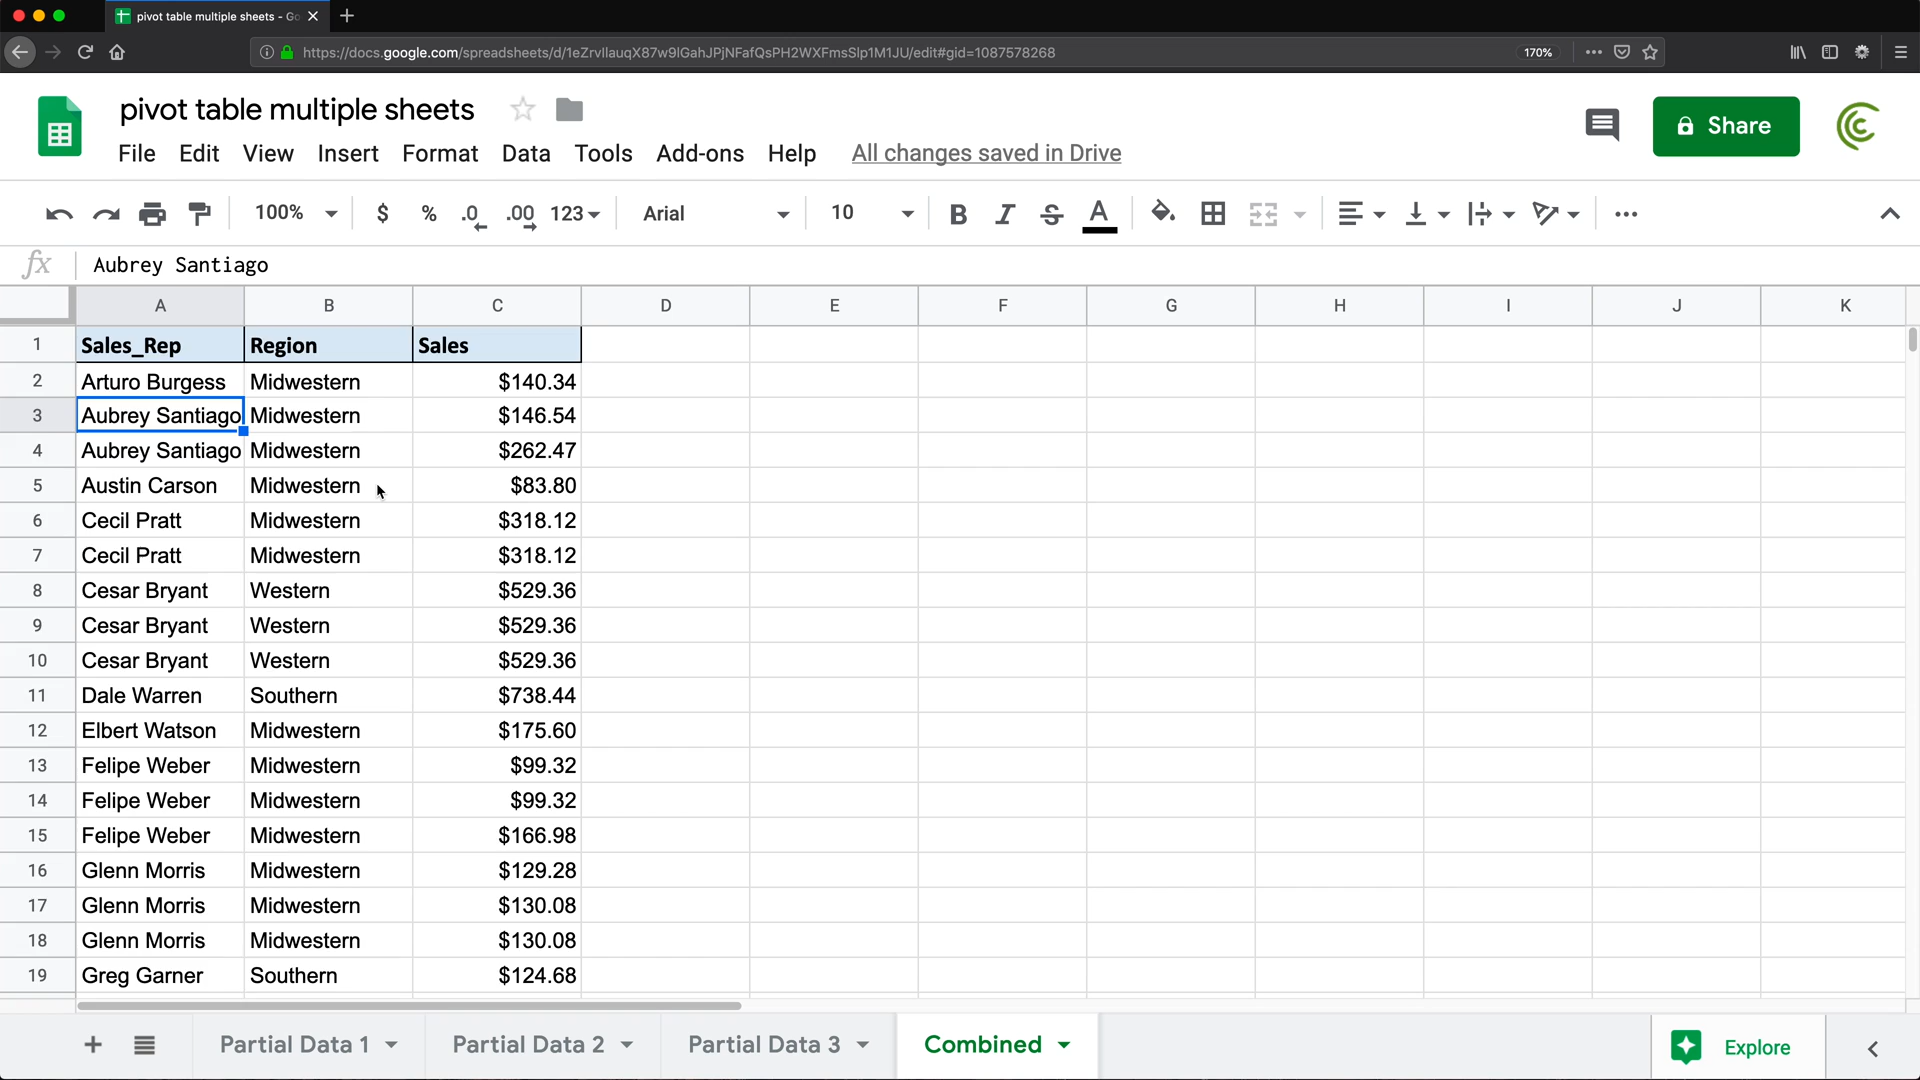 pivot table multiple sheets - Go
https://docs.google.com/spreadsheets/d/1eZrvllauqX87w9lGahJPjNFafQsPH2WXFmsSlp1M1JU/edit#gid=1087578268
170%
pivot table multiple sheets
File Edit View Insert Format Data Tools Add-ons Help All changes saved in Drive
Share
100% $ % .0 .00 123 Arial 10 B I S A
fx Aubrey Santiago
A B C D E F G H I J K
1 Sales_Rep Region Sales
2 Arturo Burgess Midwestern $140.34
3 Aubrey Santiago Midwestern $146.54
4 Aubrey Santiago Midwestern $262.47
5 Austin Carson Midwestern $83.80
6 Cecil Pratt Midwestern $318.12
7 Cecil Pratt Midwestern $318.12
8 Cesar Bryant Western $529.36
9 Cesar Bryant Western $529.36
10 Cesar Bryant Western $529.36
11 Dale Warren Southern $738.44
12 Elbert Watson Midwestern $175.60
13 Felipe Weber Midwestern $99.32
14 Felipe Weber Midwestern $99.32
15 Felipe Weber Midwestern $166.98
16 Glenn Morris Midwestern $129.28
17 Glenn Morris Midwestern $130.08
18 Glenn Morris Midwestern $130.08
19 Greg Garner Southern $124.68
Partial Data 1 Partial Data 2 Partial Data 3 Combined Explore